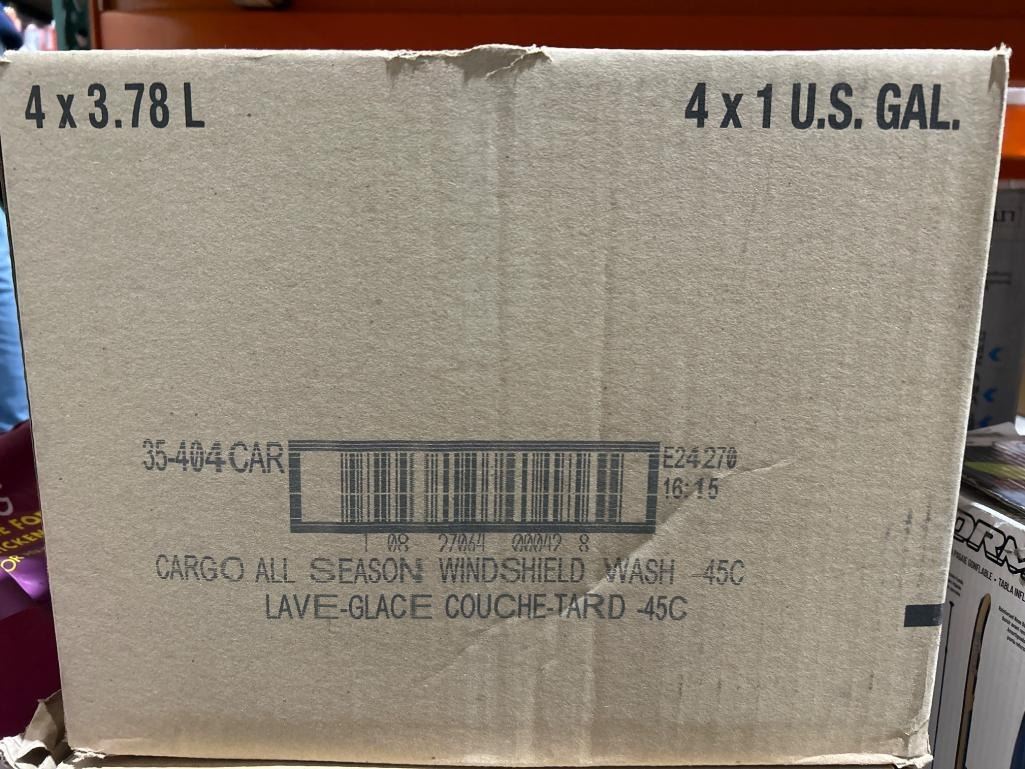 4 x 3.78 L
4 x 1 U.S. GAL.
35-404 CAR
E24270
16:15
1 08 27064 00042 8
CARGO ALL SEASON WINDSHIELD WASH -45C
LAVE-GLACE COUCHE-TARD -45C